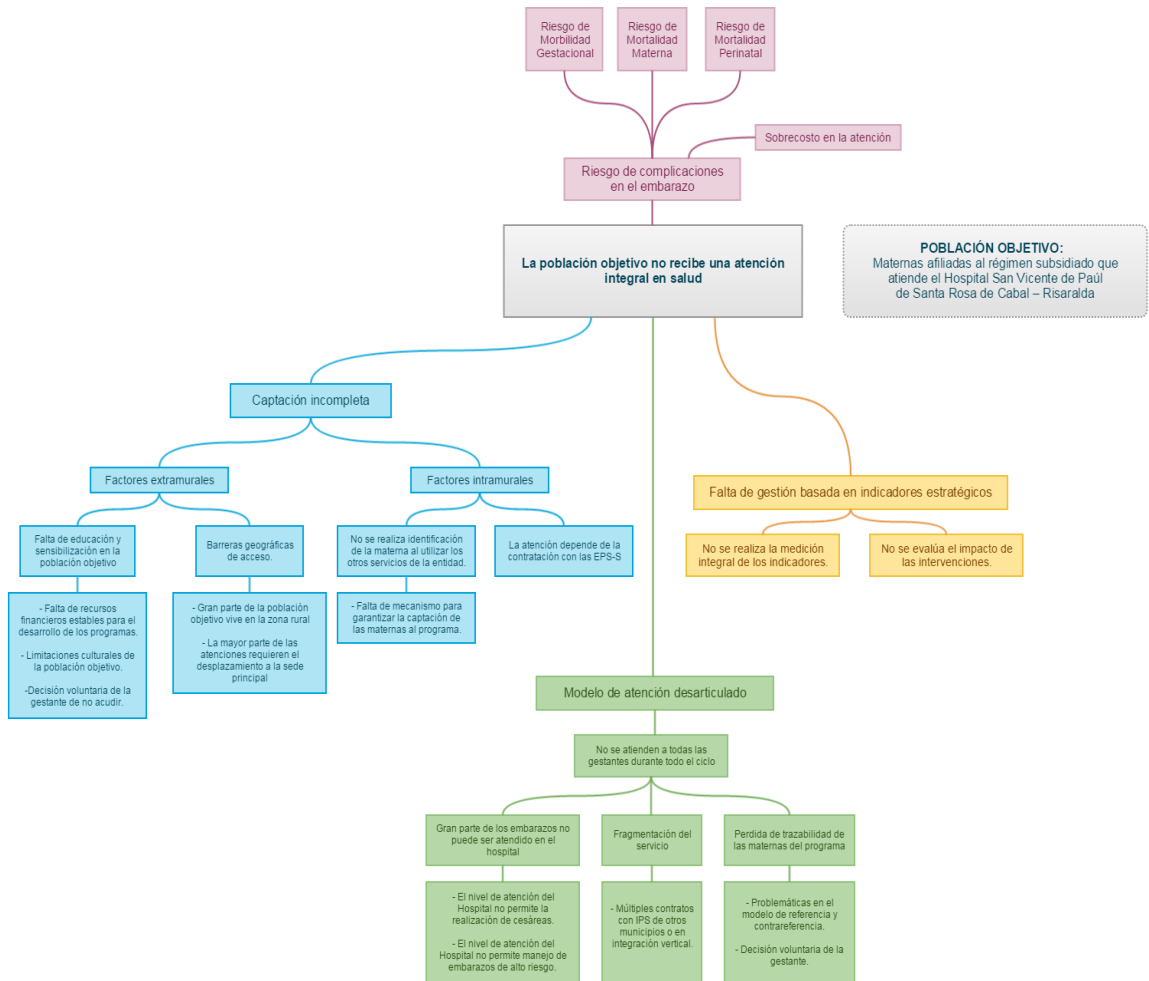 Riesgo de
Morbilidad
Gestacional
Riesgo de
Mortalidad
Materna
Riesgo de
Mortalidad
Perinatal
Sobrecosto en la atención
Riesgo de complicaciones
en el embarazo
La población objetivo no recibe una atención
integral en salud
POBLACIÓN OBJETIVO:
Maternas afiliadas al régimen subsidiado que
atiende el Hospital San Vicente de Paúl
de Santa Rosa de Cabal – Risaralda
Captación incompleta
Factores extramurales
Factores intramurales
Falta de educación y
sensibilización en la
población objetivo
Barreras geográficas
de acceso.
No se realiza identificación
de la materna al utilizar los
otros servicios de la entidad.
La atención depende de la
contratación con las EPS-S
- Falta de recursos
financieros estables para el
desarrollo de los programas.
- Limitaciones culturales de
la población objetivo.
-Decisión voluntaria de la
gestante de no acudir.
- Gran parte de la población
objetivo vive en la zona rural
- La mayor parte de las
atenciones requieren el
desplazamiento a la sede
principal
- Falta de mecanismo para
garantizar la captación de
las maternas al programa.
Falta de gestión basada en indicadores estratégicos
No se realiza la medición
integral de los indicadores.
No se evalúa el impacto de
las intervenciones.
Modelo de atención desarticulado
No se atienden a todas las
gestantes durante todo el ciclo
Gran parte de los embarazos no
puede ser atendido en el
hospital
Fragmentación del
servicio
Perdida de trazabilidad de
las maternas del programa
- El nivel de atención del
Hospital no permite la
realización de cesáreas.
- El nivel de atención del
Hospital no permite manejo de
embarazos de alto riesgo.
- Múltiples contratos
con IPS de otros
municipios o en
integración vertical.
- Problemáticas en el
modelo de referencia y
contrareferencia.
- Decisión voluntaria de la
gestante.